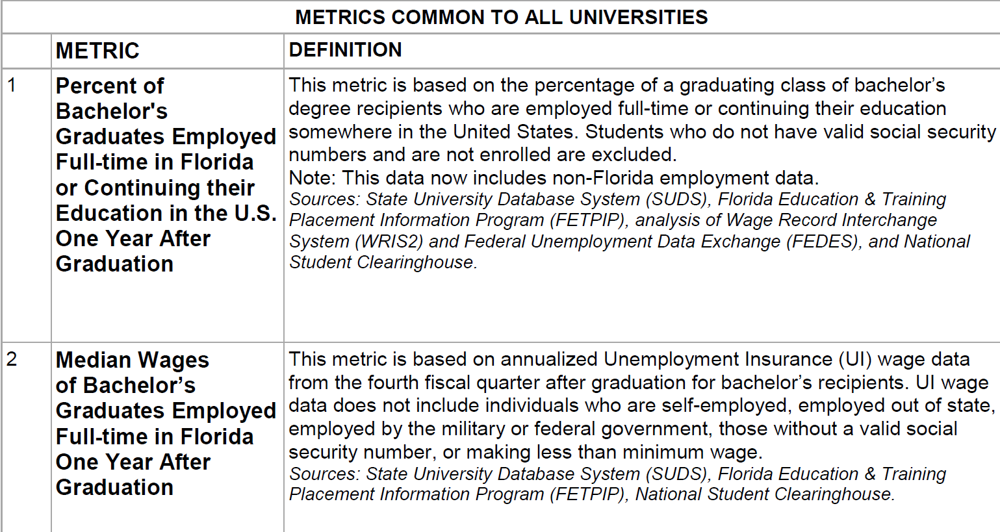 METRICS COMMON TO ALL UNIVERSITIES
METRIC
DEFINITION
1
Percent of
Bachelor's
Graduates Employed
Full-time in Florida
or Continuing their
Education in the U.S.
One Year After
Graduation
This metric is based on the percentage of a graduating class of bachelor’s
degree recipients who are employed full-time or continuing their education
somewhere in the United States. Students who do not have valid social security
numbers and are not enrolled are excluded.
Note: This data now includes non-Florida employment data.
Sources: State University Database System (SUDS), Florida Education & Training
Placement Information Program (FETPIP), analysis of Wage Record Interchange
System (WRIS2) and Federal Unemployment Data Exchange (FEDES), and National
Student Clearinghouse.
2
Median Wages
of Bachelor’s
Graduates Employed
Full-time in Florida
One Year After
Graduation
This metric is based on annualized Unemployment Insurance (UI) wage data
from the fourth fiscal quarter after graduation for bachelor’s recipients. UI wage
data does not include individuals who are self-employed, employed out of state,
employed by the military or federal government, those without a valid social
security number, or making less than minimum wage.
Sources: State University Database System (SUDS), Florida Education & Training
Placement Information Program (FETPIP), National Student Clearinghouse.